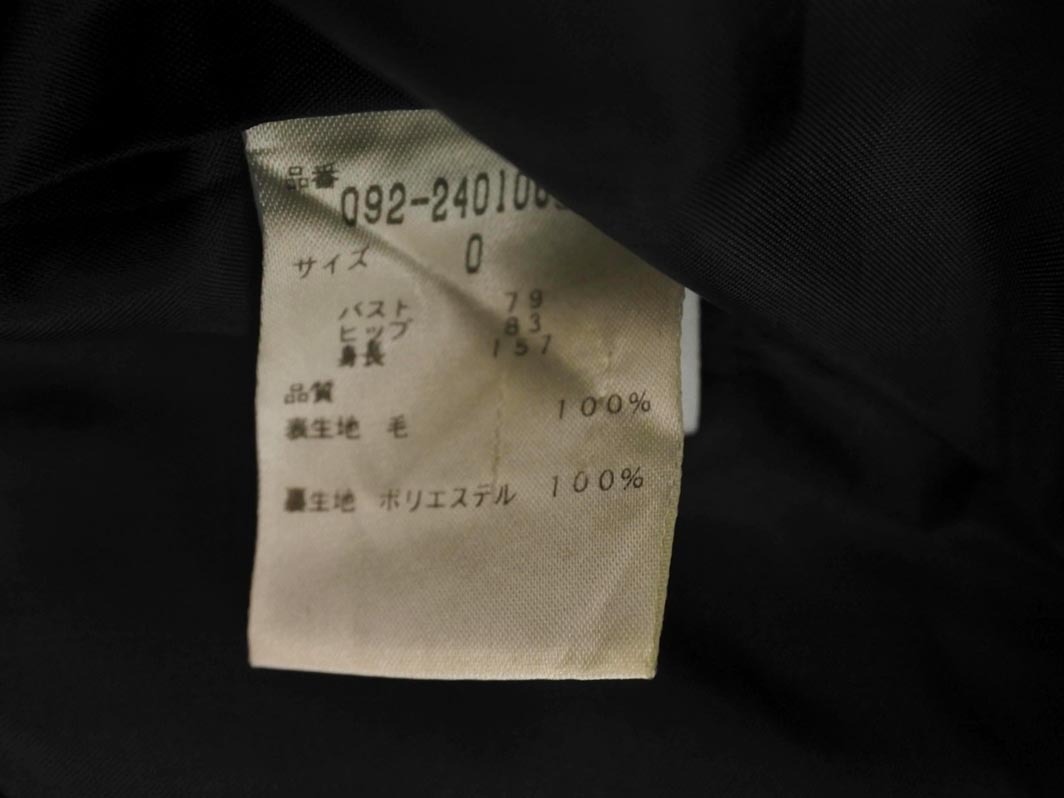 品番
092-240100
サイズ 0
バスト 79
ヒップ 83
身長 157
品質
表生地 毛 100%
裏生地 ポリエステル 100%